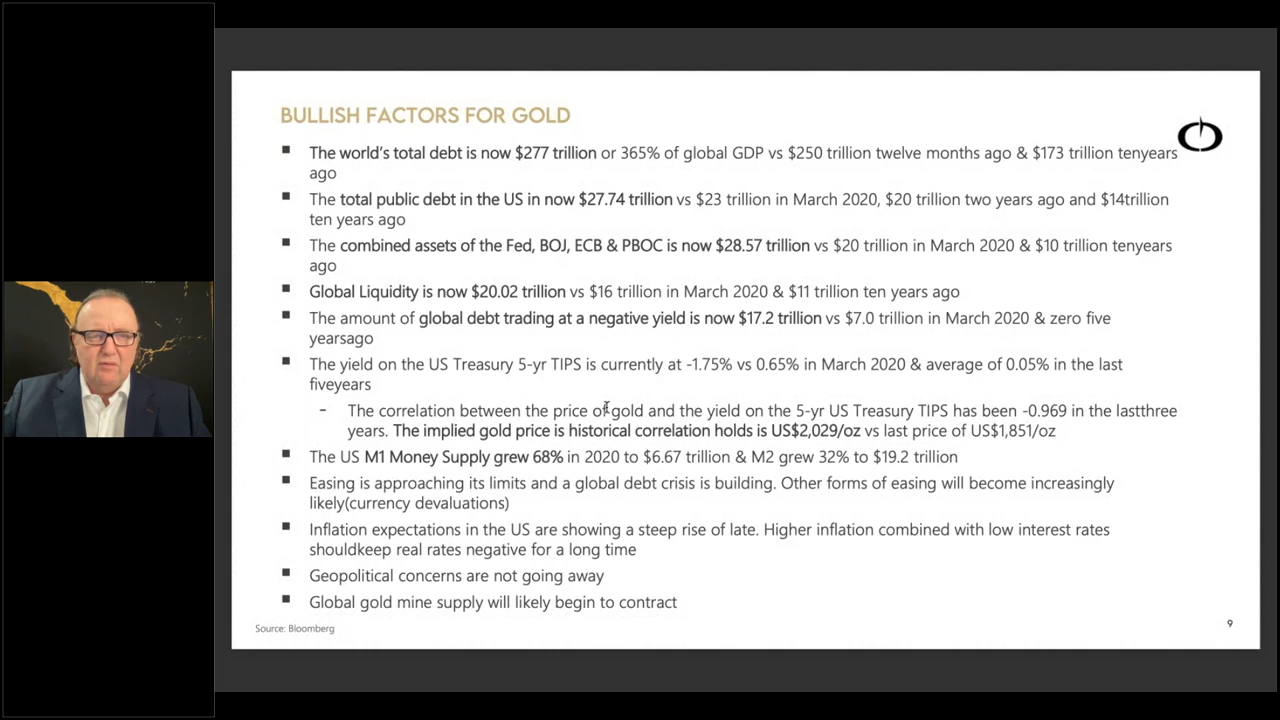 BULLISH FACTORS FOR GOLD
The world's total debt is now $277 trillion or 365% of global GDP vs $250 trillion twelve months ago & $173 trillion tenyears
ago
The total public debt in the US in now $27.74 trillion vs $23 trillion in March 2020, $20 trillion two years ago and $14trillion
ten years ago
The combined assets of the Fed, BOJ, ECB & PBOC is now $28.57 trillion vs $20 trillion in March 2020 & $10 trillion tenyears
ago
Global Liquidity is now $20.02 trillion vs $16 trillion in March 2020 & $11 trillion ten years ago
The amount of global debt trading at a negative yield is now $17.2 trillion vs $7.0 trillion in March 2020 & zero five
yearsago
The yield on the US Treasury 5-yr TIPS is currently at -1.75% vs 0.65% in March 2020 & average of 0.05% in the last
fiveyears
- The correlation between the price of gold and the yield on the 5-yr US Treasury TIPS has been -0.969 in the lastthree
years. The implied gold price is historical correlation holds is US$2,029/oz vs last price of US$1,851/oz
The US M1 Money Supply grew 68% in 2020 to $6.67 trillion & M2 grew 32% to $19.2 trillion
Easing is approaching its limits and a global debt crisis is building. Other forms of easing will become increasingly
likely(currency devaluations)
Inflation expectations in the US are showing a steep rise of late. Higher inflation combined with low interest rates
shouldkeep real rates negative for a long time
Geopolitical concerns are not going away
Global gold mine supply will likely begin to contract
Source: Bloomberg
9